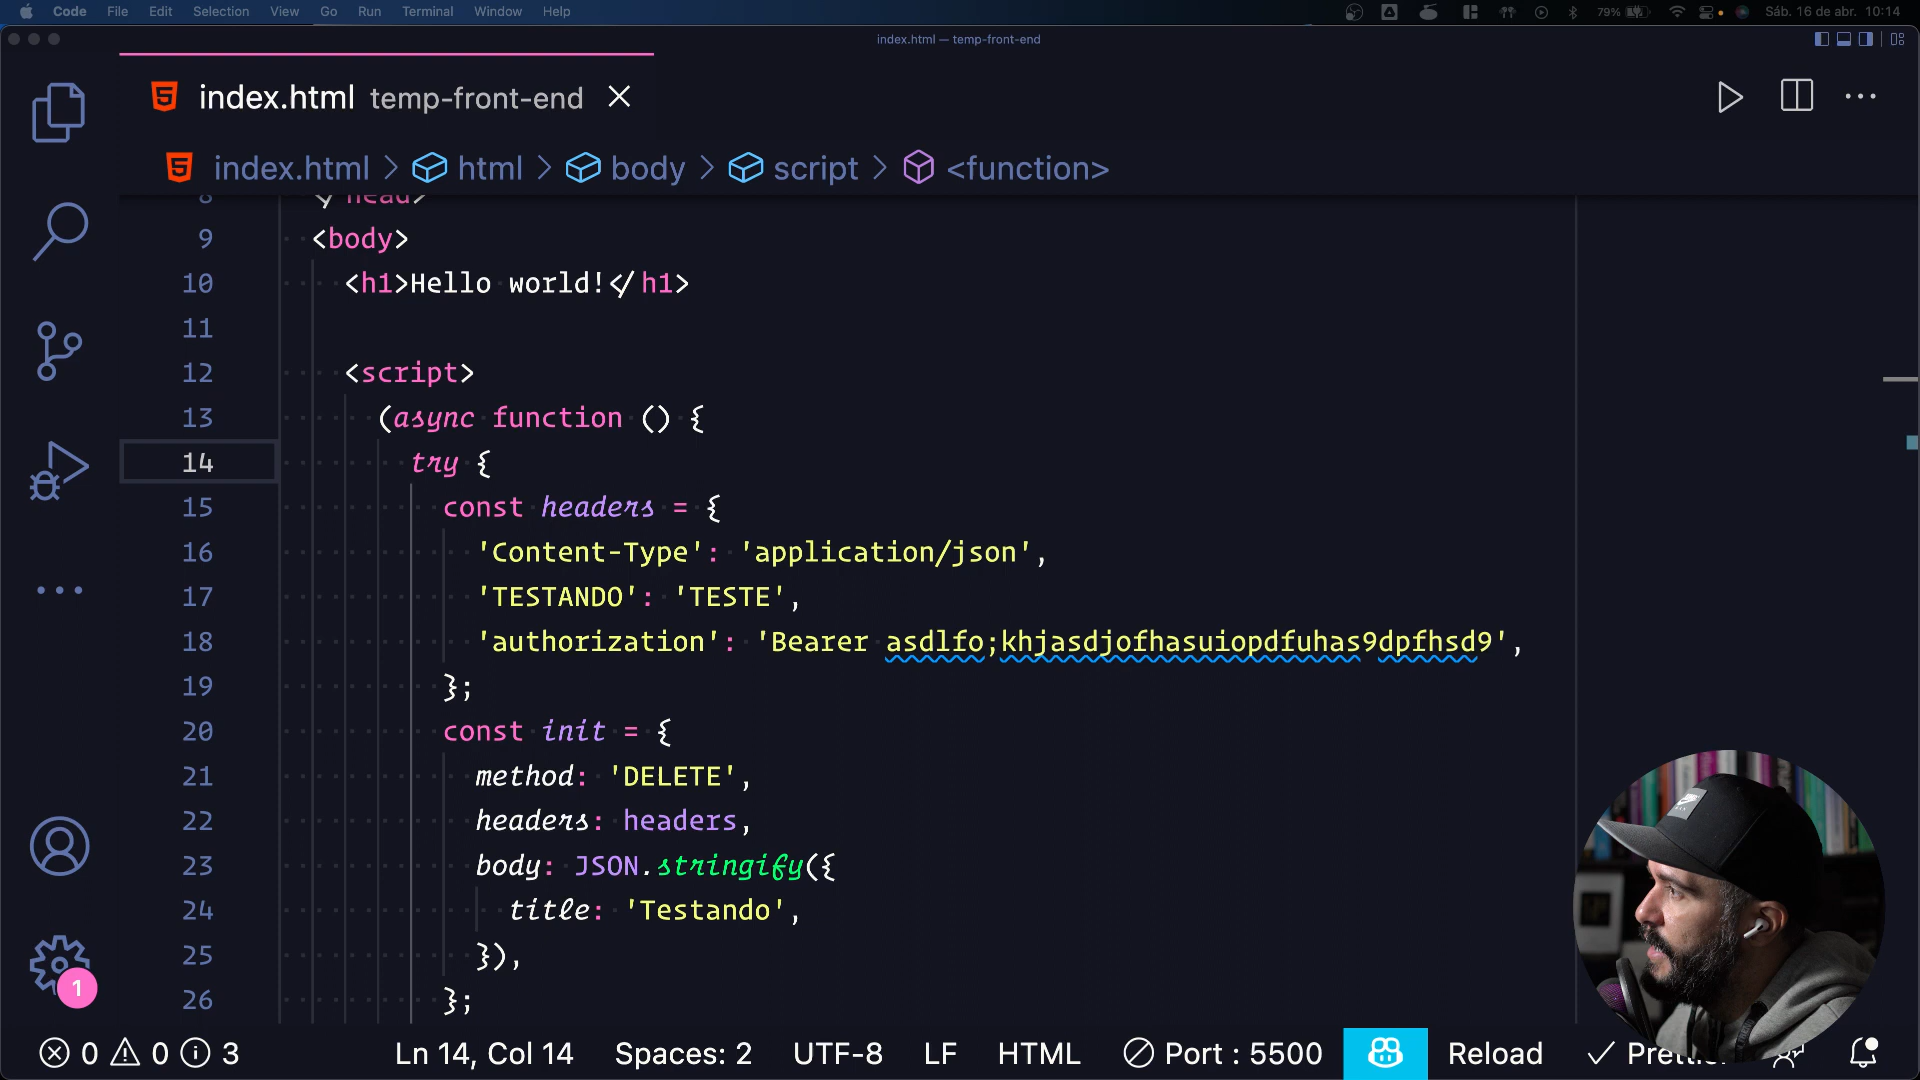 Code File Edit Selection View Go Run Terminal Window Help 79% Sáb. 16 de abr. 10:14
index.html — temp-front-end
index.html temp-front-end
index.html > html > body > script > <function>
8 </head>
9 <body>
10 <h1>Hello world!</h1>
11
12 <script>
13 (async function () {
14 try {
15 const headers = {
16 'Content-Type': 'application/json',
17 'TESTANDO': 'TESTE',
18 'authorization': 'Bearer asdlfo;khjasdjofhasuiopdfuhas9dpfhsd9',
19 };
20 const init = {
21 method: 'DELETE',
22 headers: headers,
23 body: JSON.stringify({
24 title: 'Testando',
25 }),
26 };
1
0 0 3 Ln 14, Col 14 Spaces: 2 UTF-8 LF HTML Port : 5500 Reload